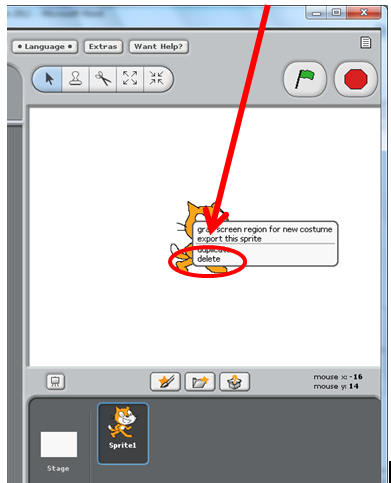 • Language • Extras Want Help?
grab screen region for new costume
export this sprite
duplicate
delete
mouse x: -16
mouse y: 14
Sprite1
Stage